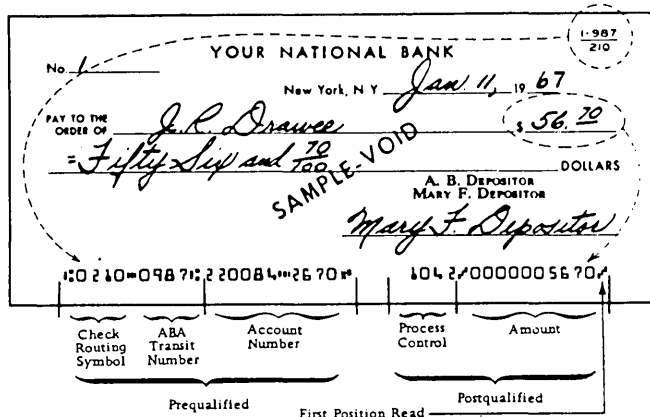 1-987
210
YOUR NATIONAL BANK
No. 1
New York, N Y Jan. 11, 19 67
PAY TO THE
ORDER OF J. R. Drawee $ 56. 70
= Fifty Six and 70/100 DOLLARS
SAMPLE-VOID
A. B. DEPOSITOR
MARY F. DEPOSITOR
Mary F. Depositor
⑆0210⑉0987⑆ 220084⑉2670⑈ 1042⑇0000005670⑇
Check Routing Symbol
ABA Transit Number
Account Number
Process Control
Amount
Prequalified
Postqualified
First Position Read